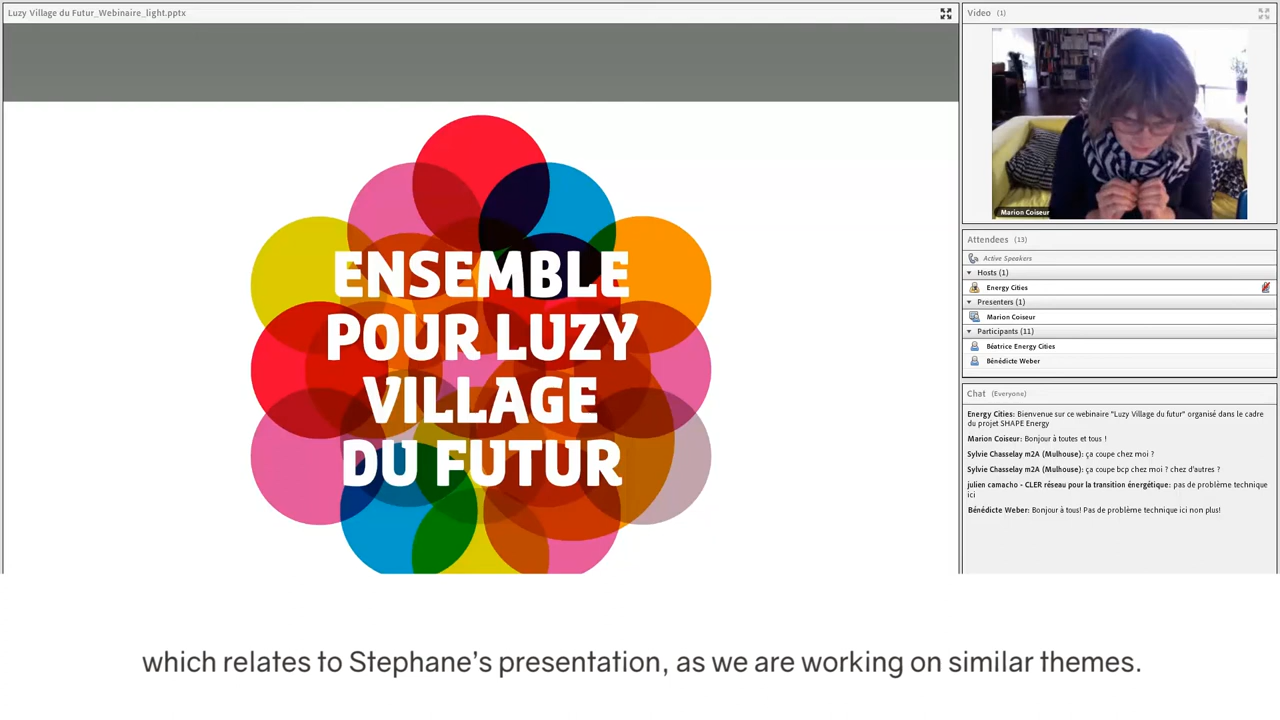 Luzy Village du Futur_Webinaire_light.pptx
ENSEMBLE
POUR LUZY
VILLAGE
DU FUTUR
Video (1)
Marion Coiseur
Attendees (13)
Active Speakers
Hosts (1)
Energy Cities
Presenters (1)
Marion Coiseur
Participants (11)
Béatrice Energy Cities
Bénédicte Weber
Chat (Everyone)
Energy Cities: Bienvenue sur ce webinaire "Luzy Village du futur" organisé dans le cadre
du projet SHAPE Energy
Marion Coiseur: Bonjour à toutes et tous !
Sylvie Chasselay m2A (Mulhouse): ça coupe chez moi ?
Sylvie Chasselay m2A (Mulhouse): ça coupe bcp chez moi ? chez d'autres ?
julien camacho - CLER réseau pour la transition énergétique: pas de problème technique
ici
Bénédicte Weber: Bonjour à tous! Pas de problème technique ici non plus!
which relates to Stephane’s presentation, as we are working on similar themes.